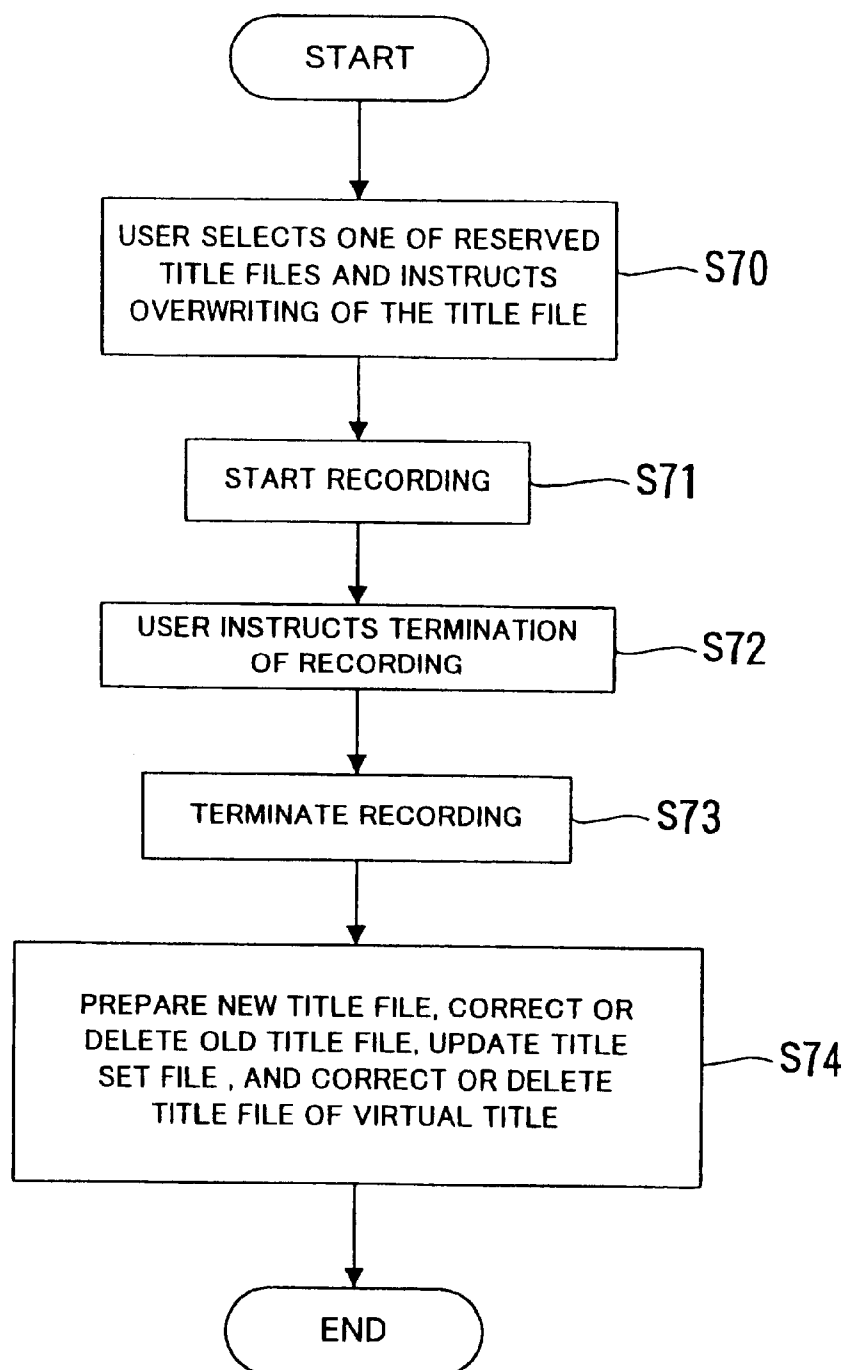 START
USER SELECTS ONE OF RESERVED
TITLE FILES AND INSTRUCTS
OVERWRITING OF THE TITLE FILE
S70
START RECORDING
S71
USER INSTRUCTS TERMINATION
OF RECORDING
S72
TERMINATE RECORDING
S73
PREPARE NEW TITLE FILE, CORRECT OR
DELETE OLD TITLE FILE, UPDATE TITLE
SET FILE , AND CORRECT OR DELETE
TITLE FILE OF VIRTUAL TITLE
S74
END